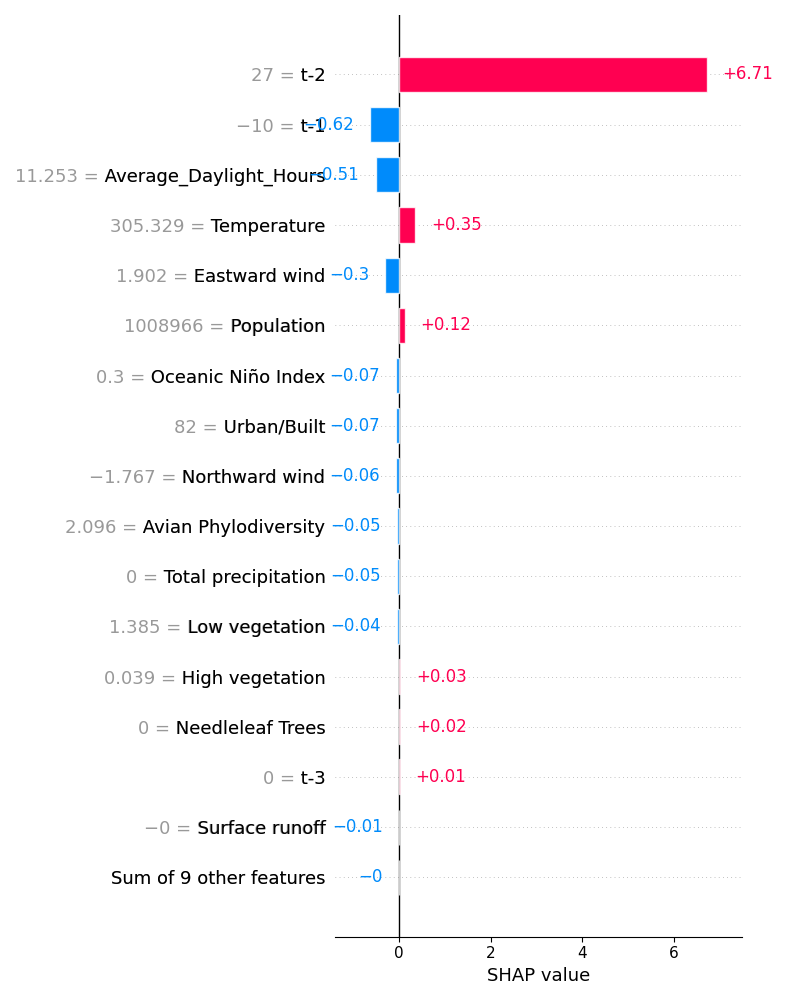 27 = t-2 +6.71
−10 = t-1 −0.62
11.253 = Average_Daylight_Hours −0.51
305.329 = Temperature +0.35
1.902 = Eastward wind −0.3
1008966 = Population +0.12
0.3 = Oceanic Niño Index −0.07
82 = Urban/Built −0.07
−1.767 = Northward wind −0.06
2.096 = Avian Phylodiversity −0.05
0 = Total precipitation −0.05
1.385 = Low vegetation −0.04
0.039 = High vegetation +0.03
0 = Needleleaf Trees +0.02
0 = t-3 +0.01
−0 = Surface runoff −0.01
Sum of 9 other features −0
0 2 4 6
SHAP value